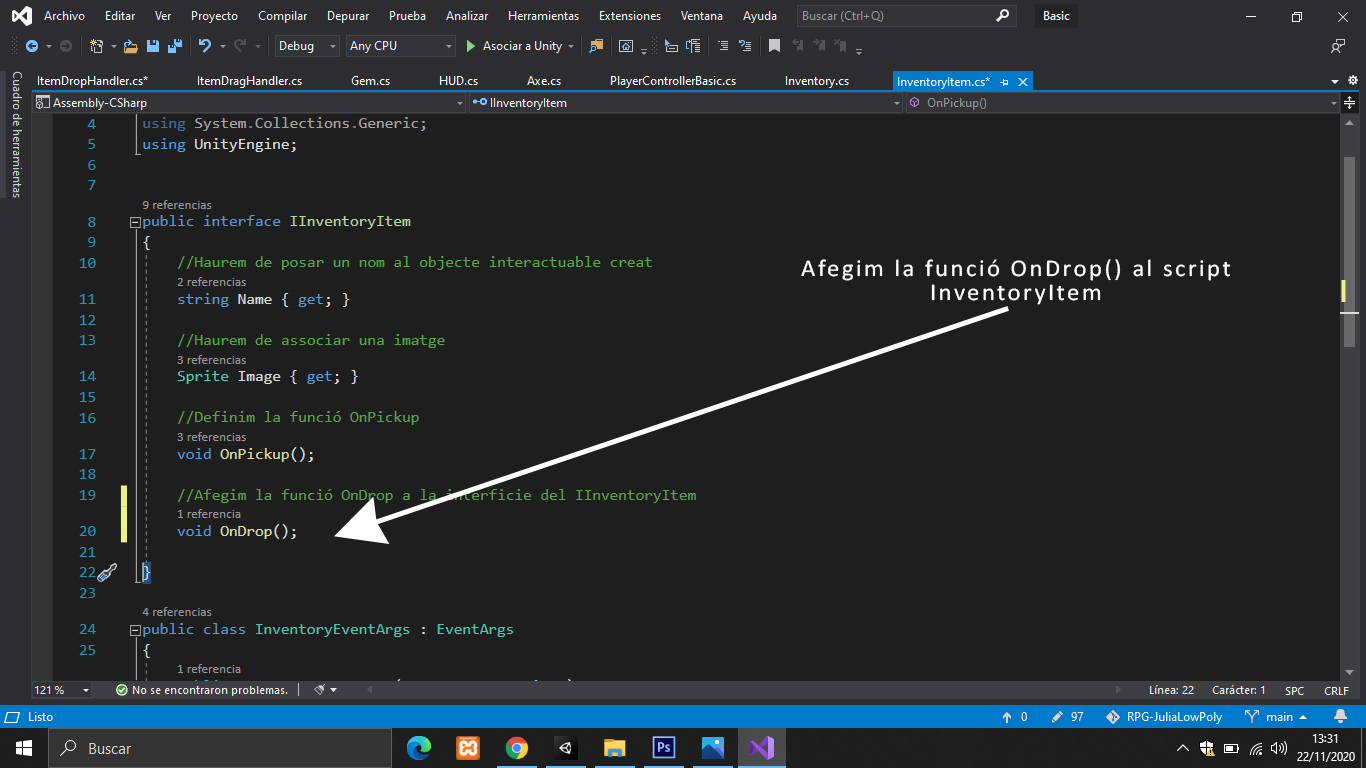 Archivo Editar Ver Proyecto Compilar Depurar Prueba Analizar Herramientas Extensiones Ventana Ayuda Buscar (Ctrl+Q) Basic
Debug Any CPU Asociar a Unity
ItemDropHandler.cs* ItemDragHandler.cs Gem.cs HUD.cs Axe.cs PlayerControllerBasic.cs Inventory.cs InventoryItem.cs*
Cuadro de herramientas
Assembly-CSharp IInventoryItem OnPickup()
4 using System.Collections.Generic;
5 using UnityEngine;
6
7
9 referencias
8 public interface IInventoryItem
9 {
10 //Haurem de posar un nom al objecte interactuable creat
2 referencias
11 string Name { get; }
12
13 //Haurem de associar una imatge
3 referencias
14 Sprite Image { get; }
15
16 //Definim la funció OnPickup
3 referencias
17 void OnPickup();
18
19 //Afegim la funció OnDrop a la interficie del IInventoryItem
1 referencia
20 void OnDrop();
21
22 }
23
4 referencias
24 public class InventoryEventArgs : EventArgs
25 {
1 referencia
Afegim la funció OnDrop() al script
InventoryItem
121 % No se encontraron problemas. Línea: 22 Carácter: 1 SPC CRLF
Listo 0 97 RPG-JuliaLowPoly main
Buscar Ps 13:31
22/11/2020